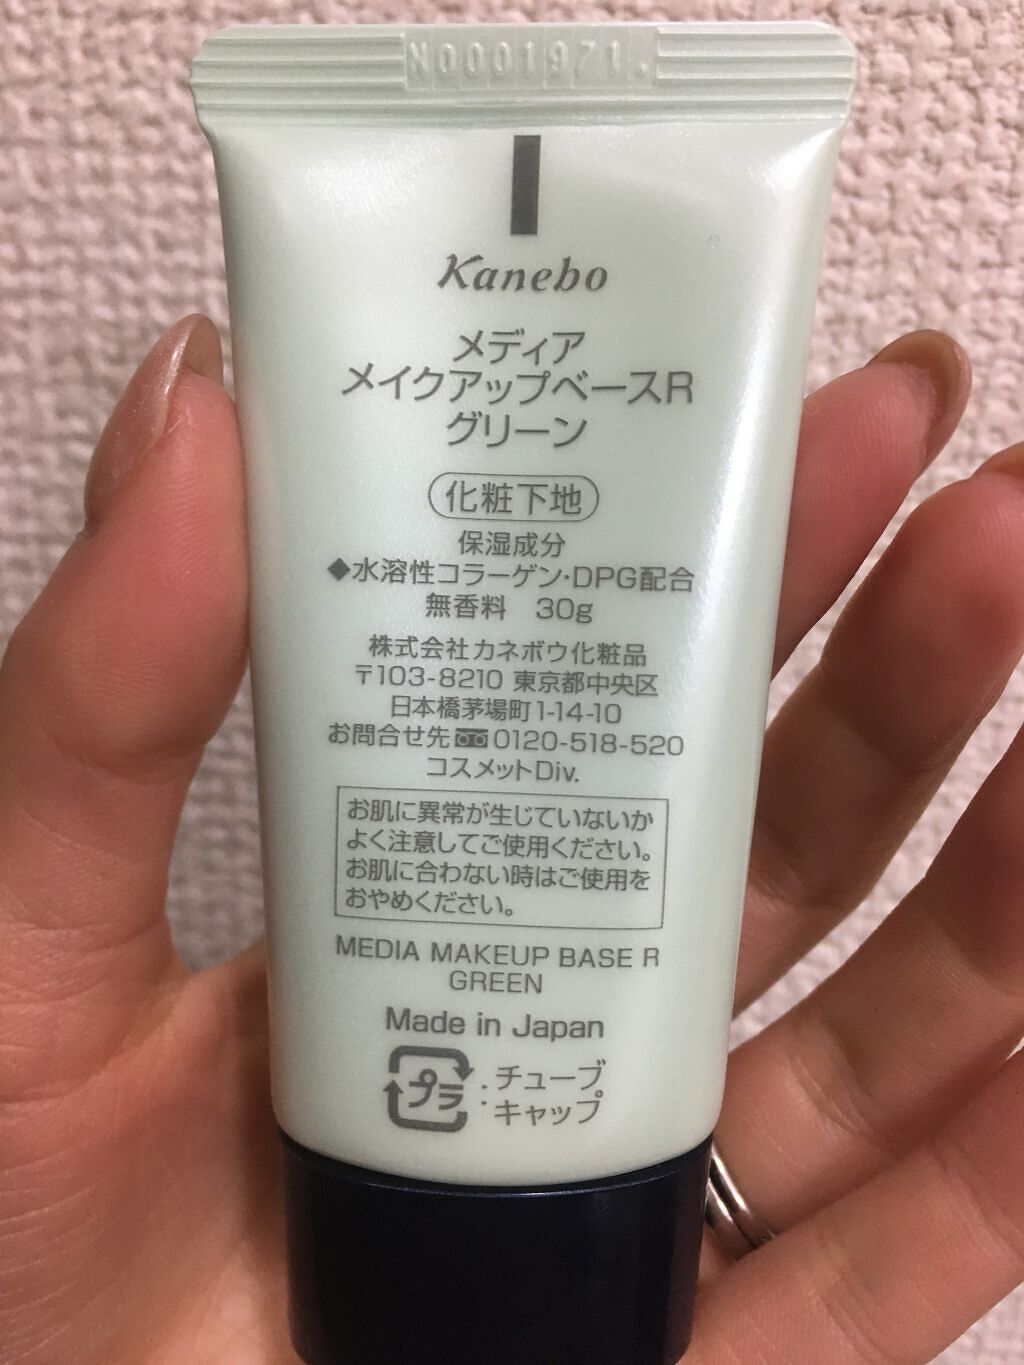 N0001971.
Kanebo
メディア
メイクアップベースR
グリーン
化粧下地
保湿成分
◆水溶性コラーゲン・DPG配合
無香料 30g
株式会社カネボウ化粧品
〒103-8210 東京都中央区
日本橋茅場町1-14-10
お問合せ先 0120-518-520
コスメットDiv.
お肌に異常が生じていないか
よく注意してご使用ください。
お肌に合わない時はご使用を
おやめください。
MEDIA MAKEUP BASE R
GREEN
Made in Japan
プラ : チューブ
キャップ